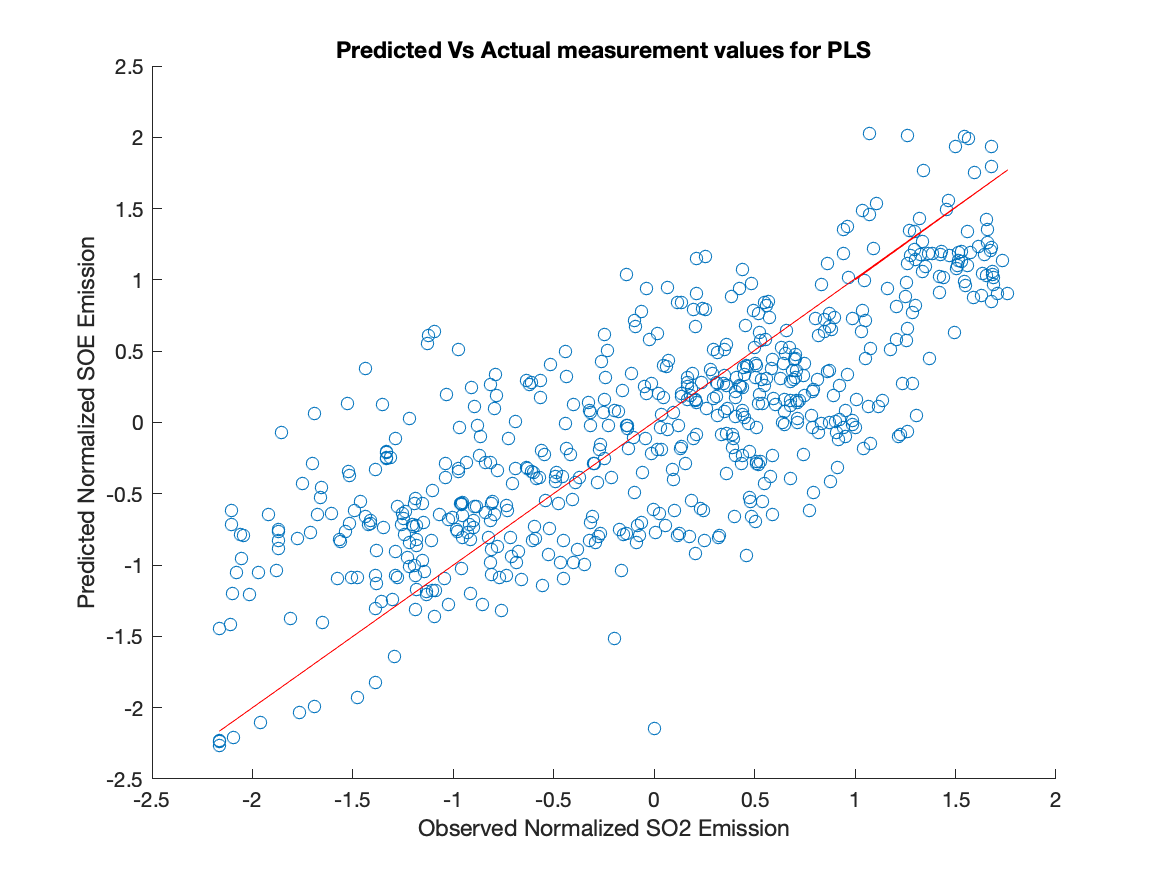 Predicted Vs Actual measurement values for PLS
2.5
2
1.5
1
0.5
0
-0.5
-1
-1.5
-2
-2.5
Predicted Normalized SOE Emission
-2.5 -2 -1.5 -1 -0.5 0 0.5 1 1.5 2
Observed Normalized SO2 Emission